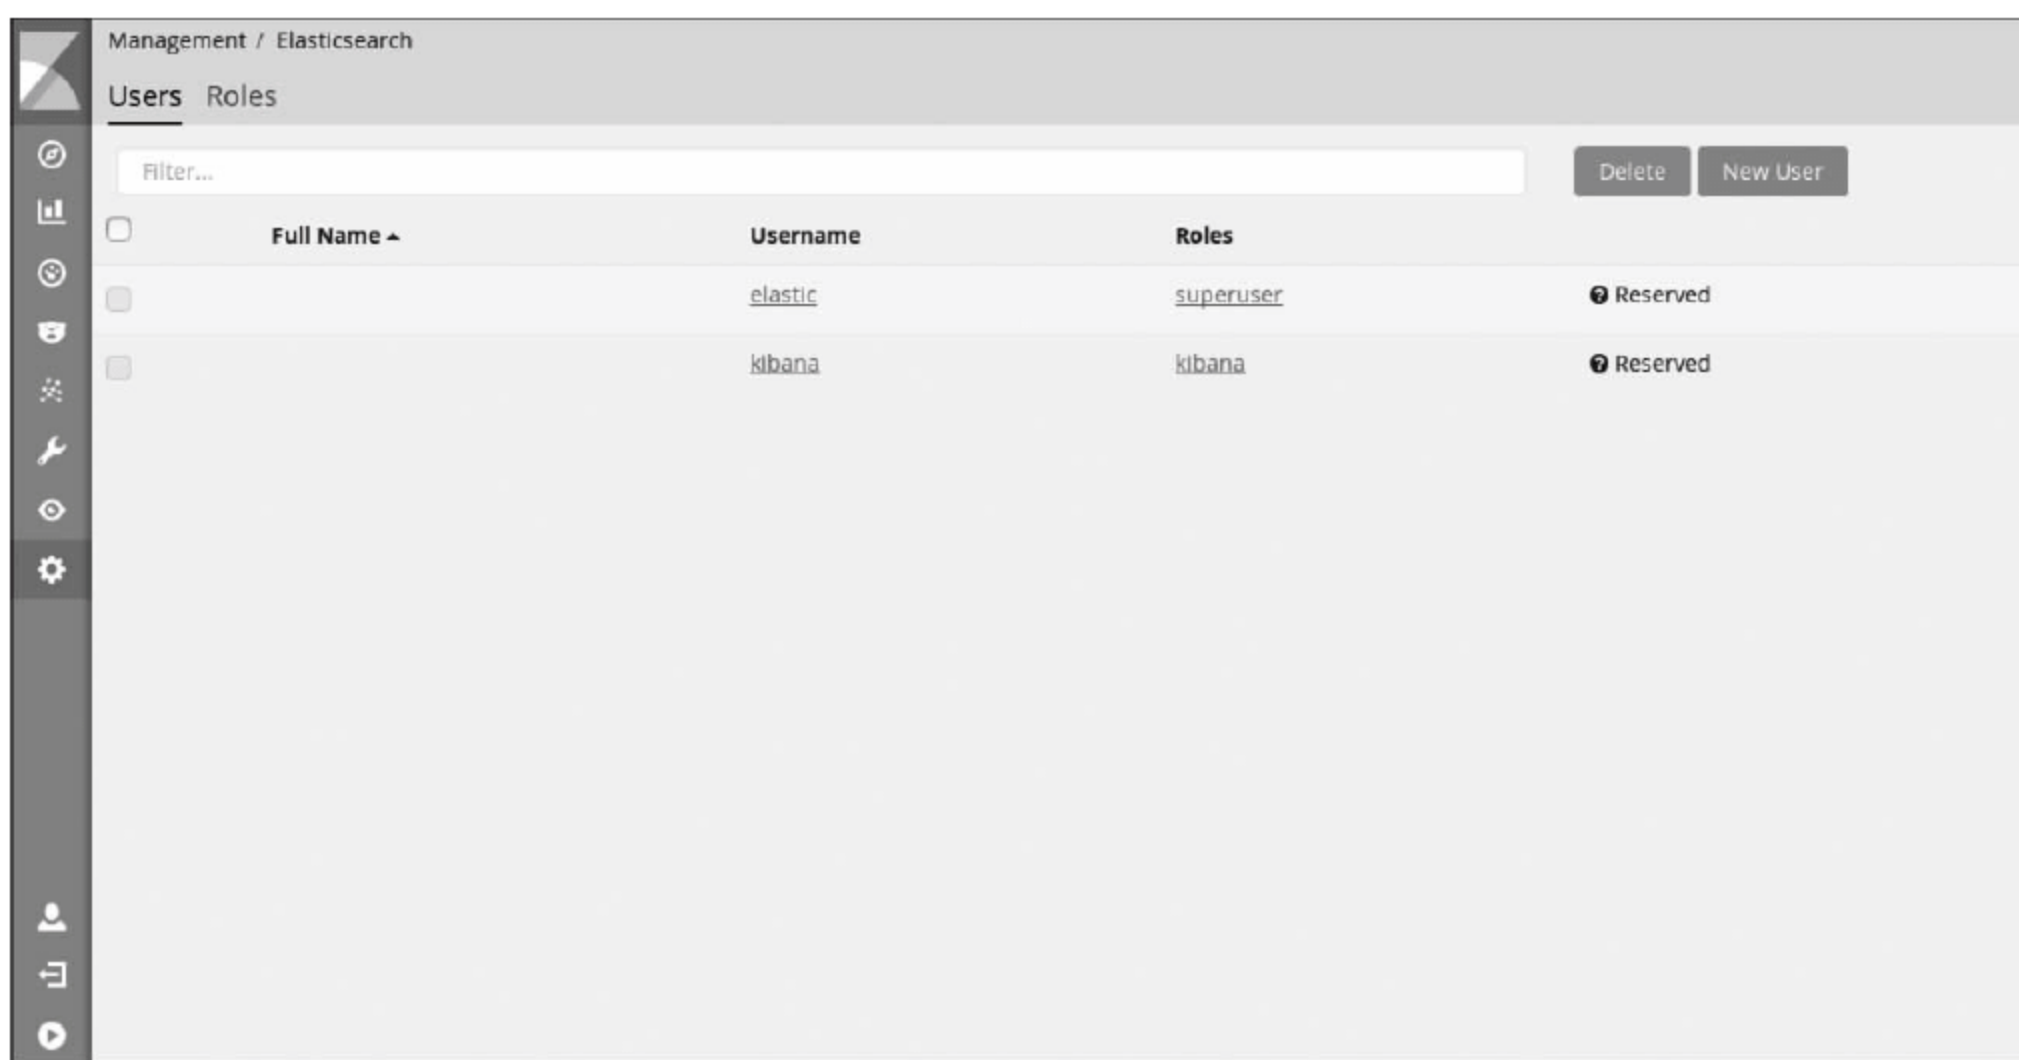 Management / Elasticsearch
Users Roles
Filter... Delete New User
Full Name Username Roles
elastic superuser Reserved
kibana kibana Reserved